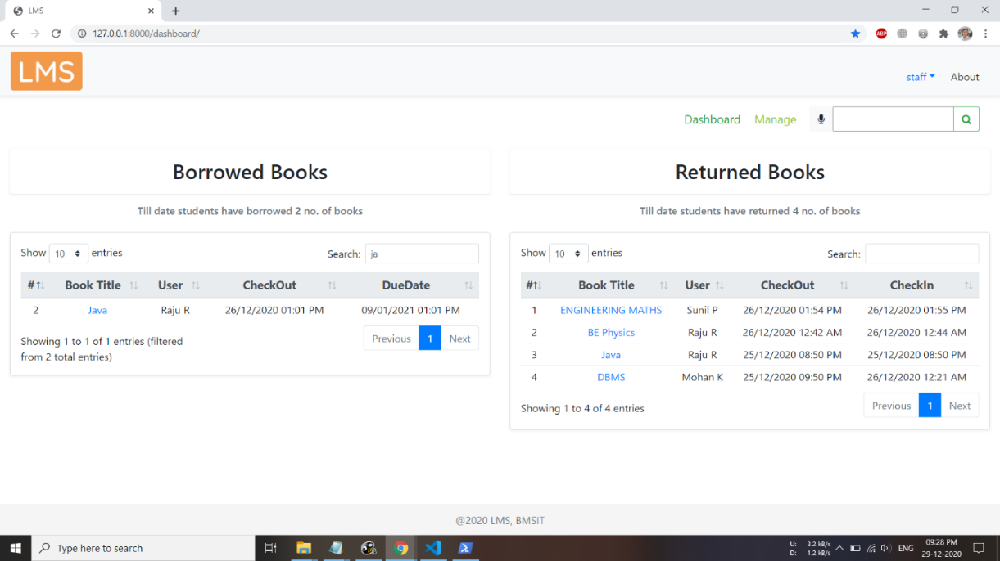 LMS
127.0.0.1:8000/dashboard/
ABP
LMS
staff About
Dashboard Manage
Borrowed Books
Till date students have borrowed 2 no. of books
Show 10 entries Search: ja
# Book Title User CheckOut DueDate
2 Java Raju R 26/12/2020 01:01 PM 09/01/2021 01:01 PM
Showing 1 to 1 of 1 entries (filtered
from 2 total entries)
Previous 1 Next
Returned Books
Till date students have returned 4 no. of books
Show 10 entries Search:
# Book Title User CheckOut CheckIn
1 ENGINEERING MATHS Sunil P 26/12/2020 01:54 PM 26/12/2020 01:55 PM
2 BE Physics Raju R 26/12/2020 12:42 AM 26/12/2020 12:44 AM
3 Java Raju R 25/12/2020 08:50 PM 25/12/2020 08:50 PM
4 DBMS Mohan K 25/12/2020 09:50 PM 26/12/2020 12:21 AM
Showing 1 to 4 of 4 entries
Previous 1 Next
@2020 LMS, BMSIT
Type here to search
U: 3.2 kB/s
D: 1.2 kB/s
ENG
09:28 PM
29-12-2020